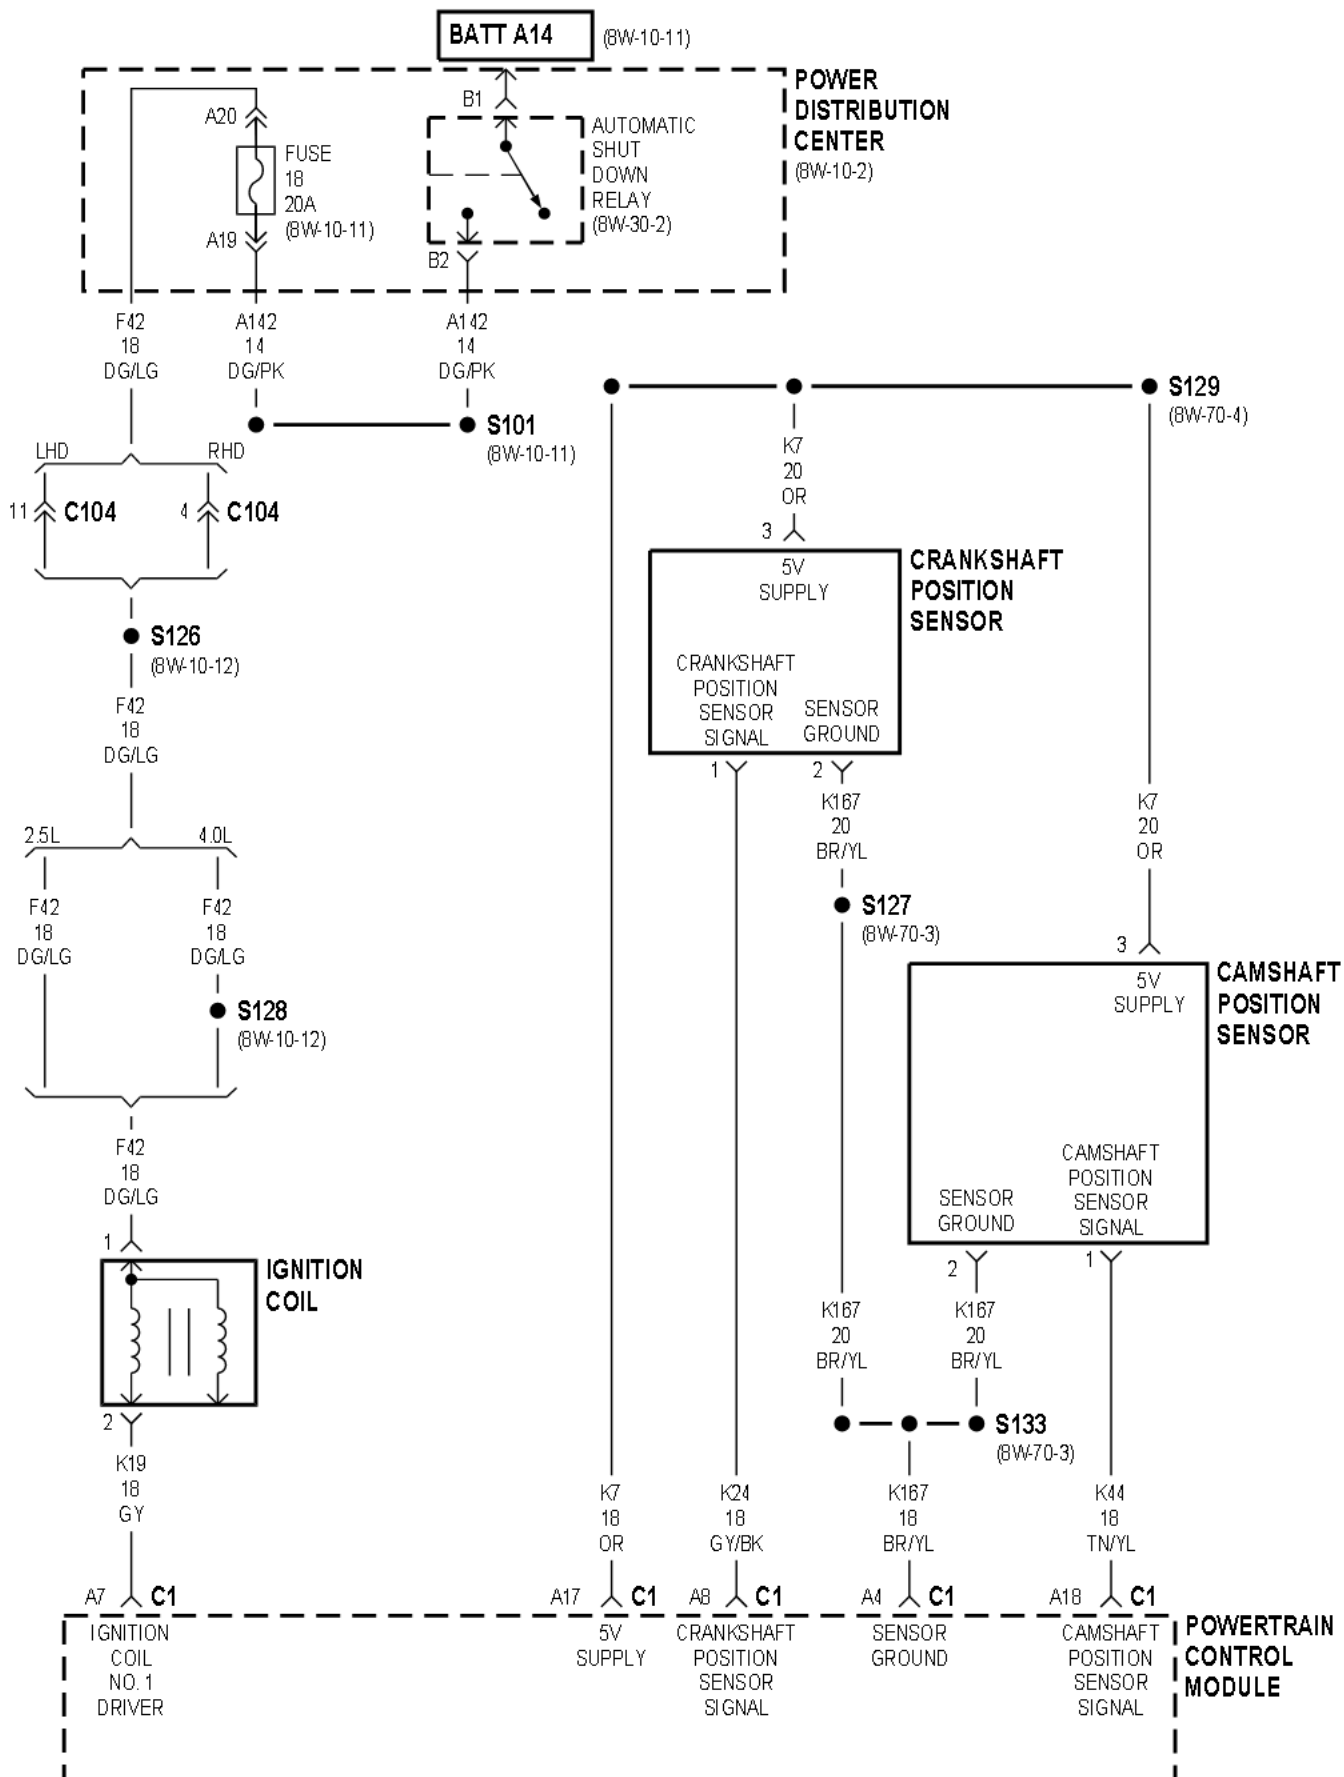 BATT A14
(8W-10-11)
POWER
DISTRIBUTION
CENTER
(8W-10-2)
A20
FUSE
18
20A
(8W-10-11)
A19
B1
AUTOMATIC
SHUT
DOWN
RELAY
(8W-30-2)
B2
F42
18
DG/LG
A142
14
DG/PK
A142
14
DG/PK
S101
(8W-10-11)
S129
(8W-70-4)
LHD
RHD
11
C104
4
C104
S126
(8W-10-12)
F42
18
DG/LG
2.5L
4.0L
F42
18
DG/LG
F42
18
DG/LG
S128
(8W-10-12)
F42
18
DG/LG
1
IGNITION
COIL
2
K19
18
GY
K7
20
OR
3
5V
SUPPLY
CRANKSHAFT
POSITION
SENSOR
CRANKSHAFT
POSITION
SENSOR
SIGNAL
SENSOR
GROUND
1
2
K167
20
BR/YL
S127
(8W-70-3)
K7
20
OR
3
5V
SUPPLY
CAMSHAFT
POSITION
SENSOR
SENSOR
GROUND
CAMSHAFT
POSITION
SENSOR
SIGNAL
2
1
K167
20
BR/YL
K167
20
BR/YL
S133
(8W-70-3)
K7
18
OR
K24
18
GY/BK
K167
18
BR/YL
K44
18
TN/YL
A7
C1
A17
C1
A8
C1
A4
C1
A18
C1
IGNITION
COIL
NO. 1
DRIVER
5V
SUPPLY
CRANKSHAFT
POSITION
SENSOR
SIGNAL
SENSOR
GROUND
CAMSHAFT
POSITION
SENSOR
SIGNAL
POWERTRAIN
CONTROL
MODULE